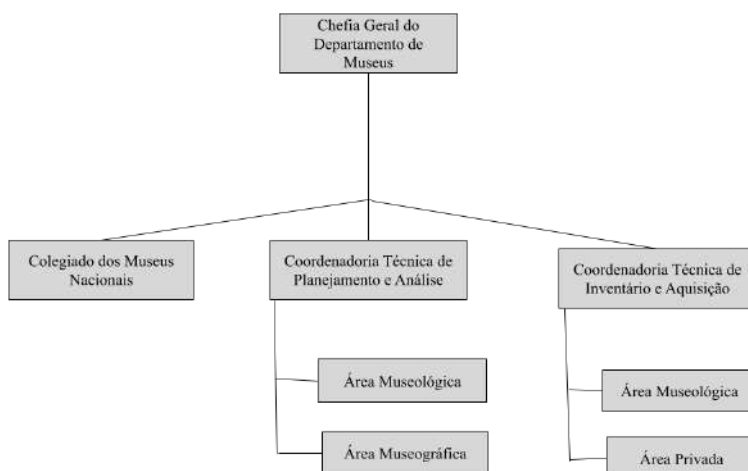 Chefia Geral do
Departamento de
Museus
Colegiado dos Museus
Nacionais
Coordenadoria Técnica de
Planejamento e Análise
Coordenadoria Técnica de
Inventário e Aquisição
Área Museológica
Área Museológica
Área Museográfica
Área Privada